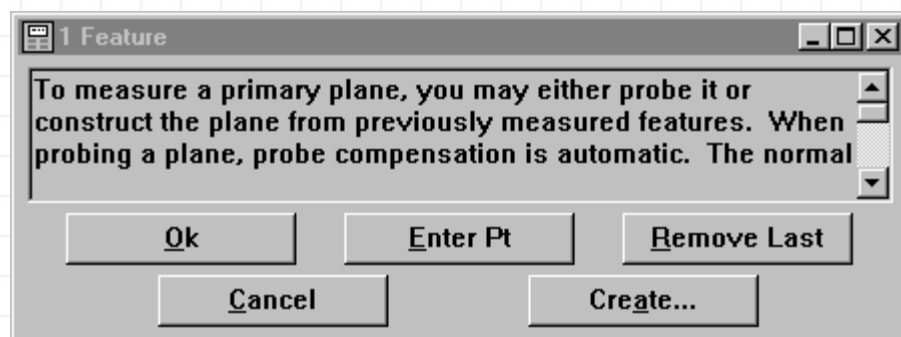 1 Feature
To measure a primary plane, you may either probe it or
construct the plane from previously measured features.  When
probing a plane, probe compensation is automatic.  The normal
Ok Enter Pt Remove Last
Cancel Create...